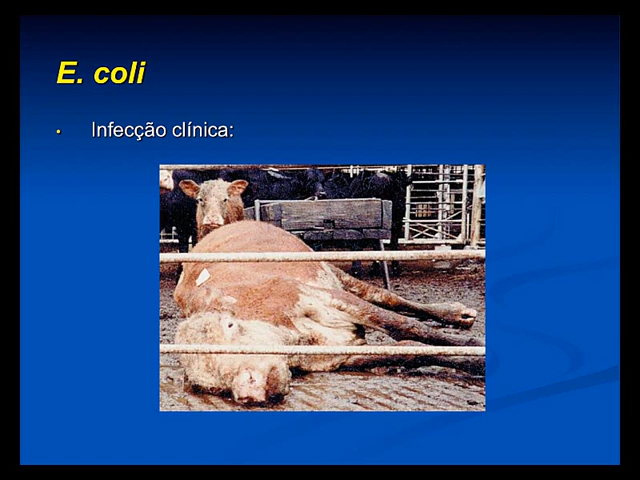 E. coli
• Infecção clínica: